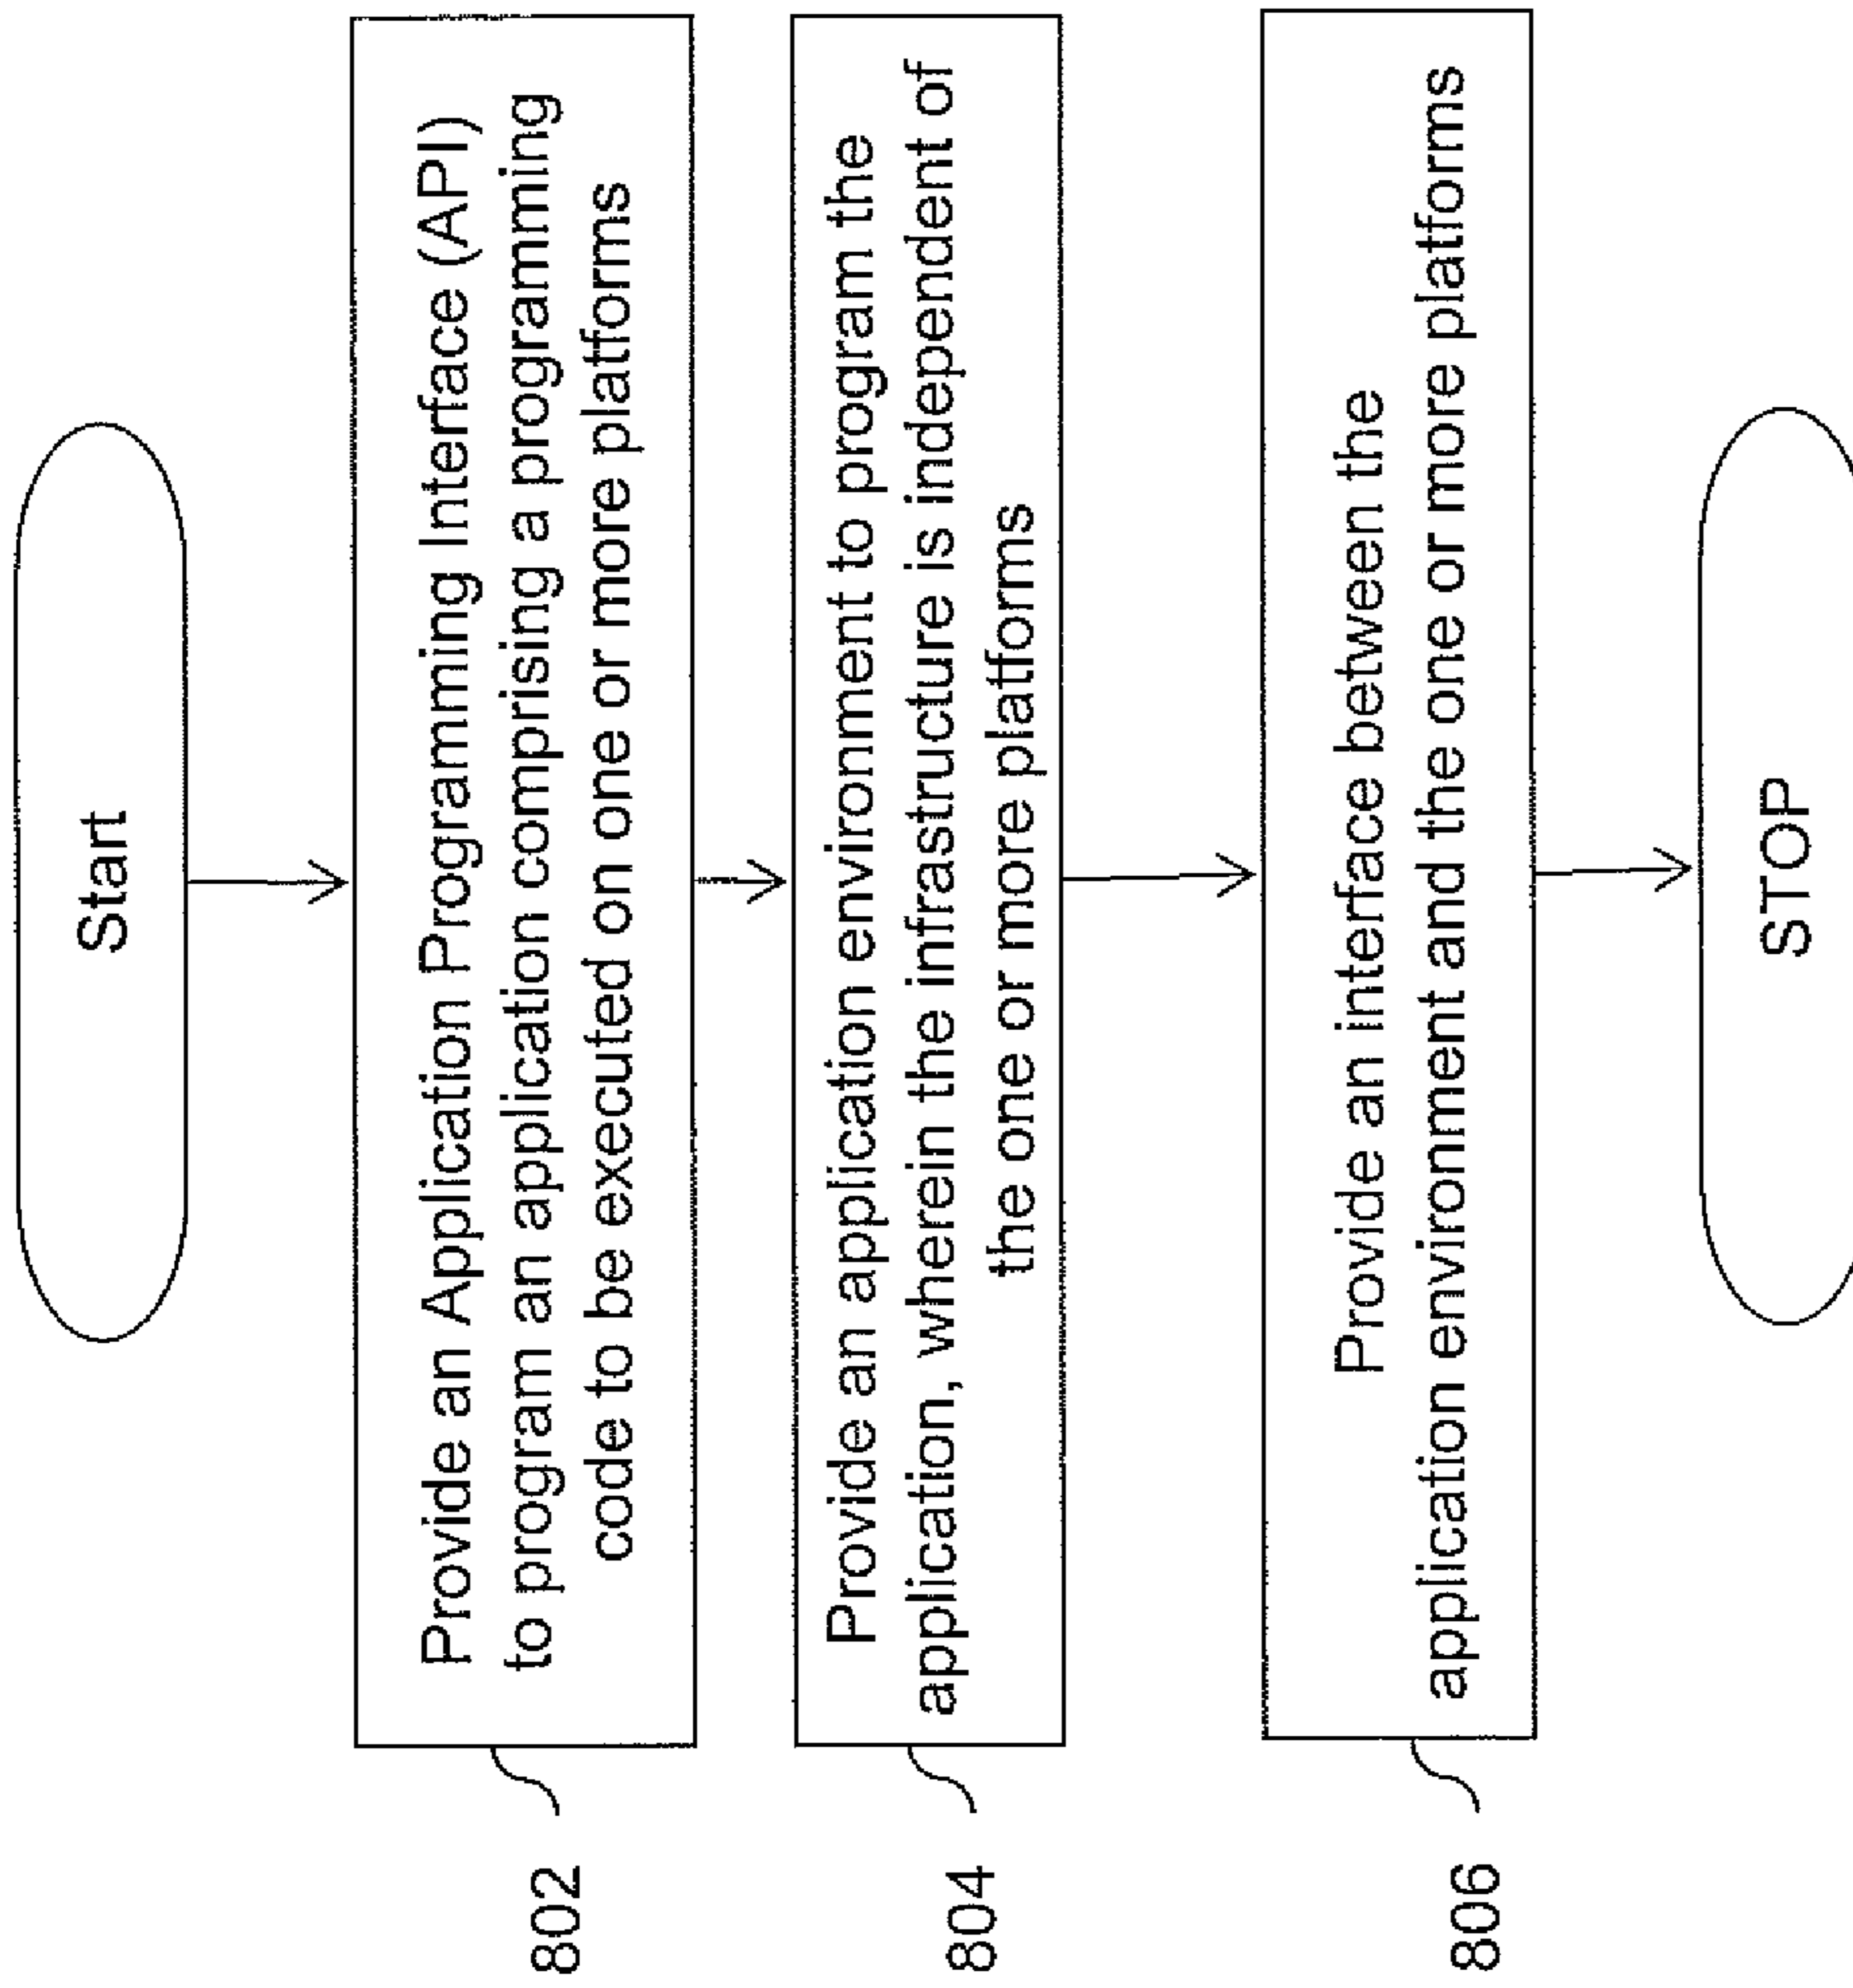 Start
802
Provide an Application Programming Interface (API)
to program an application comprising a programming
code to be executed on one or more platforms
804
Provide an application environment to program the
application, wherein the infrastructure is independent of
the one or more platforms
806
Provide an interface between the
application environment and the one or more platforms
STOP